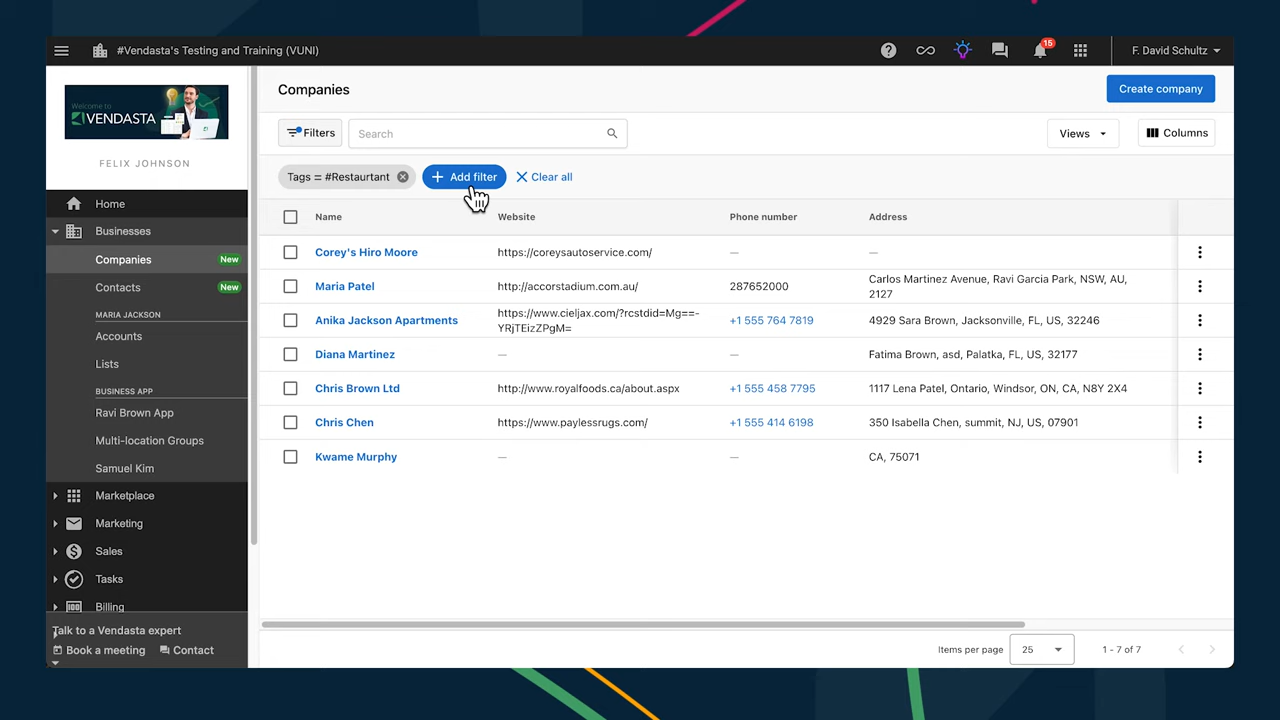 #Vendasta's Testing and Training (VUNI)
15
F. David Schultz
Welcome to
VENDASTA
FELIX JOHNSON
Home
Businesses
Companies New
Contacts New
MARIA JACKSON
Accounts
Lists
BUSINESS APP
Ravi Brown App
Multi-location Groups
Samuel Kim
Marketplace
Marketing
Sales
Tasks
Billing
Talk to a Vendasta expert
Book a meeting Contact
Companies
Create company
Filters
Search
Views
Columns
Tags = #Restaurtant
Add filter
Clear all
Name Website Phone number Address
Corey's Hiro Moore https://coreysautoservice.com/ — —
Maria Patel http://accorstadium.com.au/ 287652000 Carlos Martinez Avenue, Ravi Garcia Park, NSW, AU,
2127
Anika Jackson Apartments https://www.cieljax.com/?rcstdid=Mg==-
YRjTEizZPgM= +1 555 764 7819 4929 Sara Brown, Jacksonville, FL, US, 32246
Diana Martinez — — Fatima Brown, asd, Palatka, FL, US, 32177
Chris Brown Ltd http://www.royalfoods.ca/about.aspx +1 555 458 7795 1117 Lena Patel, Ontario, Windsor, ON, CA, N8Y 2X4
Chris Chen https://www.paylessrugs.com/ +1 555 414 6198 350 Isabella Chen, summit, NJ, US, 07901
Kwame Murphy — — CA, 75071
Items per page 25 1 - 7 of 7